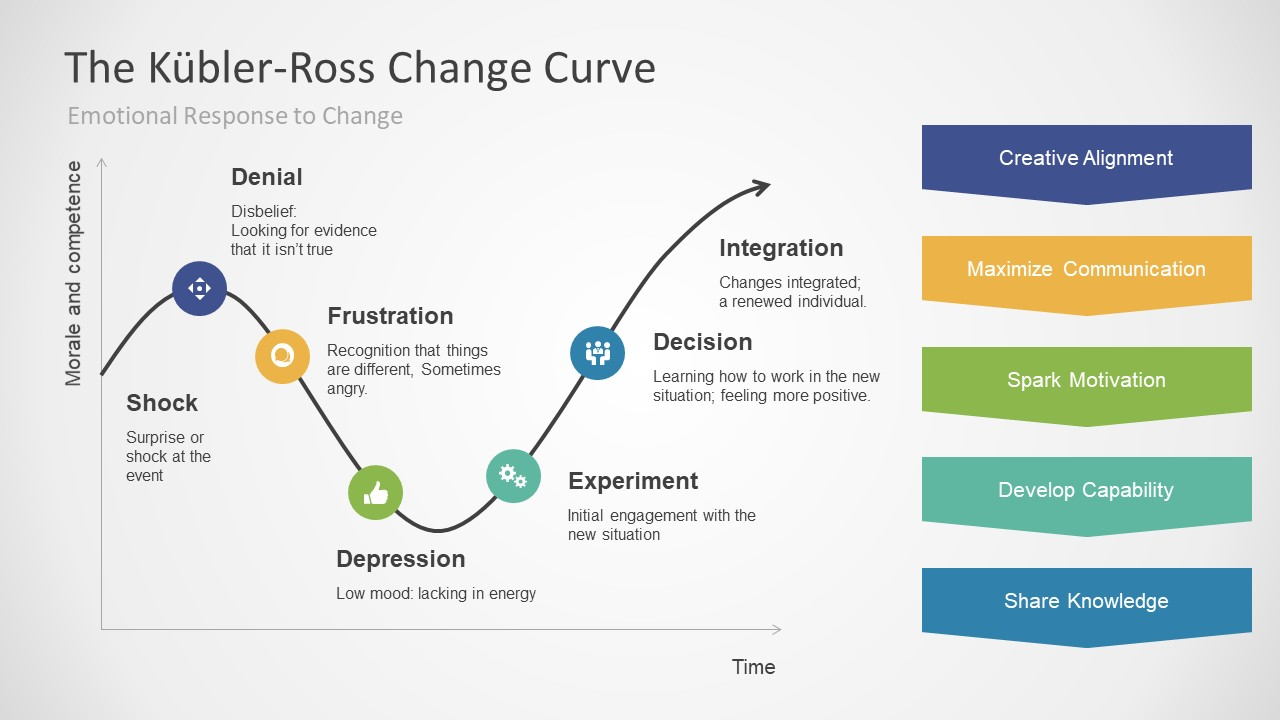 The Kübler-Ross Change Curve
Emotional Response to Change
Morale and competence
Denial
Disbelief:
Looking for evidence
that it isn’t true
Frustration
Recognition that things
are different, Sometimes
angry.
Shock
Surprise or
shock at the
event
Depression
Low mood: lacking in energy
Experiment
Initial engagement with the
new situation
Decision
Learning how to work in the new
situation; feeling more positive.
Integration
Changes integrated;
a renewed individual.
Time
Creative Alignment
Maximize Communication
Spark Motivation
Develop Capability
Share Knowledge